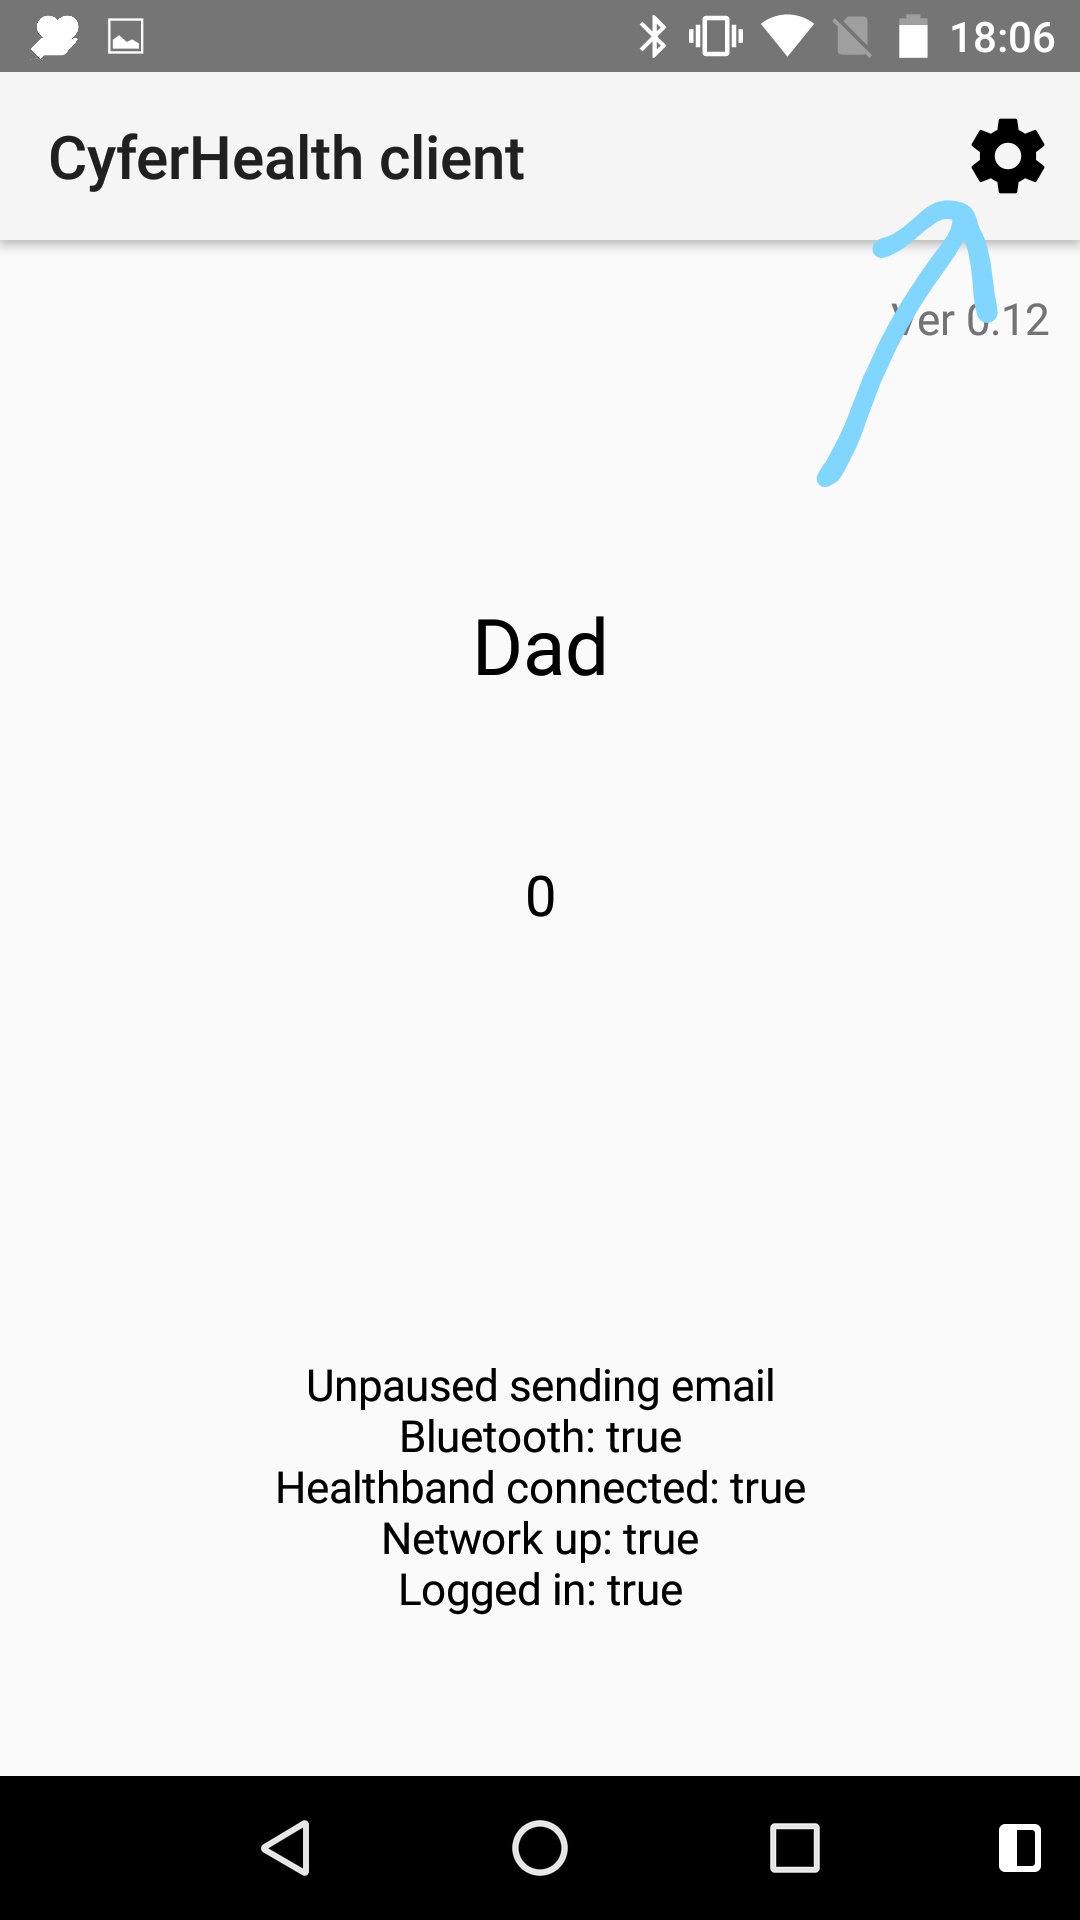 18:06
CyferHealth client
Ver 0.12
Dad
0
Unpaused sending email
Bluetooth: true
Healthband connected: true
Network up: true
Logged in: true